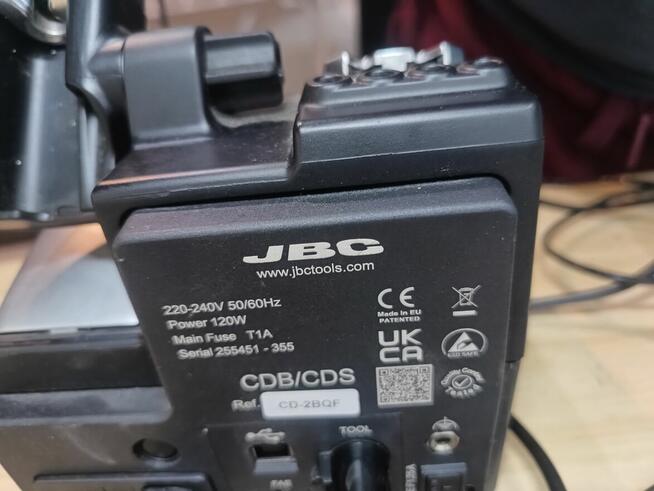 JBC
www.jbctools.com
220-240V 50/60Hz
Power 120W
Main Fuse T1A
Serial 255451 - 355
CE
Made in EU
PATENTED
UK
CA
ESD SAFE
CDB/CDS
Ref. CD-2BQF
TOOL